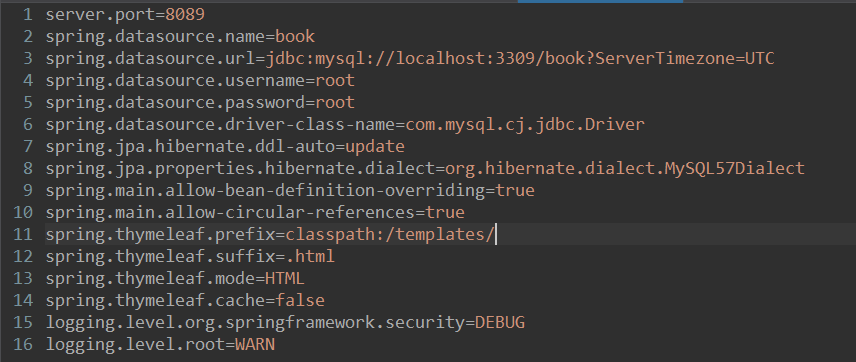 1 server.port=8089
2 spring.datasource.name=book
3 spring.datasource.url=jdbc:mysql://localhost:3309/book?ServerTimezone=UTC
4 spring.datasource.username=root
5 spring.datasource.password=root
6 spring.datasource.driver-class-name=com.mysql.cj.jdbc.Driver
7 spring.jpa.hibernate.ddl-auto=update
8 spring.jpa.properties.hibernate.dialect=org.hibernate.dialect.MySQL57Dialect
9 spring.main.allow-bean-definition-overriding=true
10 spring.main.allow-circular-references=true
11 spring.thymeleaf.prefix=classpath:/templates/
12 spring.thymeleaf.suffix=.html
13 spring.thymeleaf.mode=HTML
14 spring.thymeleaf.cache=false
15 logging.level.org.springframework.security=DEBUG
16 logging.level.root=WARN